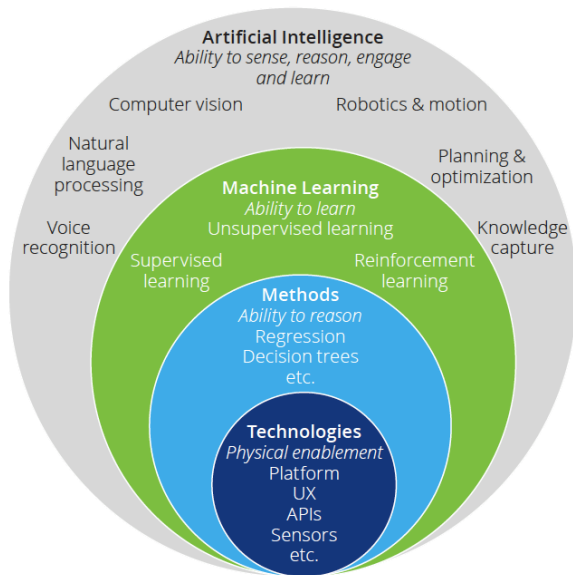 Artificial Intelligence
Ability to sense, reason, engage
and learn
Computer vision
Robotics & motion
Natural
language
processing
Planning &
optimization
Voice
recognition
Knowledge
capture
Machine Learning
Ability to learn
Unsupervised learning
Supervised
learning
Reinforcement
learning
Methods
Ability to reason
Regression
Decision trees
etc.
Technologies
Physical enablement
Platform
UX
APIs
Sensors
etc.